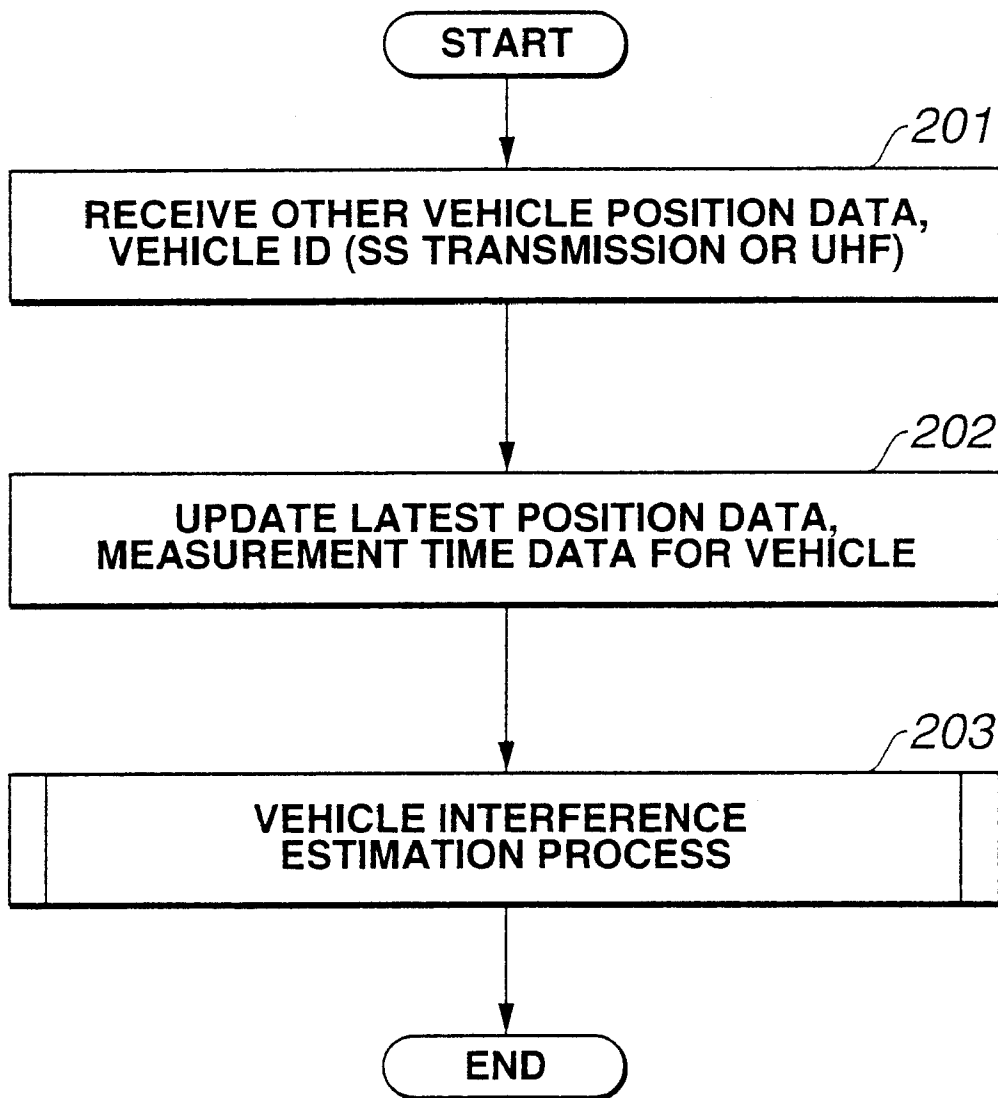 START
201
RECEIVE OTHER VEHICLE POSITION DATA,
VEHICLE ID (SS TRANSMISSION OR UHF)
202
UPDATE LATEST POSITION DATA,
MEASUREMENT TIME DATA FOR VEHICLE
203
VEHICLE INTERFERENCE
ESTIMATION PROCESS
END